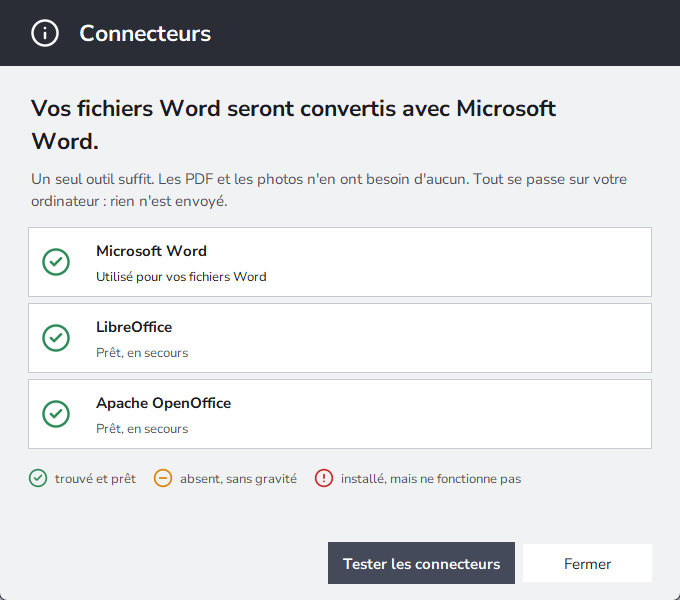 Connecteurs
Vos fichiers Word seront convertis avec Microsoft
Word.
Un seul outil suffit. Les PDF et les photos n'en ont besoin d'aucun. Tout se passe sur votre
ordinateur : rien n'est envoyé.
Microsoft Word
Utilisé pour vos fichiers Word
LibreOffice
Prêt, en secours
Apache OpenOffice
Prêt, en secours
trouvé et prêt absent, sans gravité installé, mais ne fonctionne pas
Tester les connecteurs Fermer